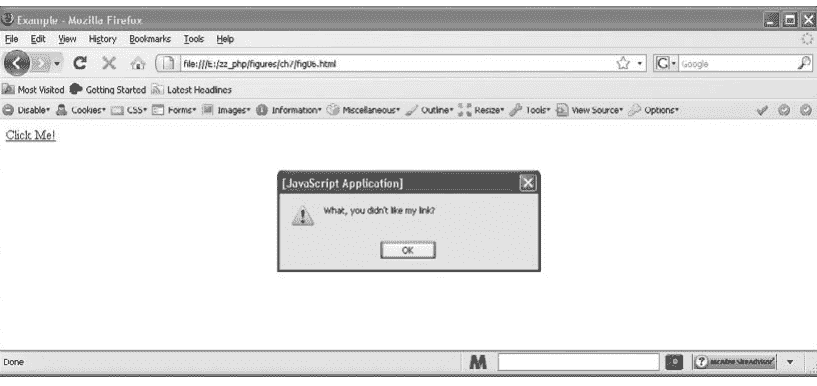 Example - Mozilla Firefox
File Edit View History Bookmarks Tools Help
file:///E:/zz_php/figures/ch7/fig06.html
Google
Most Visited Getting Started Latest Headlines
Disable Cookies CSS Forms Images Information Miscellaneous Outline Resize Tools View Source Options
Click Me!
[JavaScript Application]
What, you didn't like my link?
OK
Done
M
McAfee SiteAdvisor